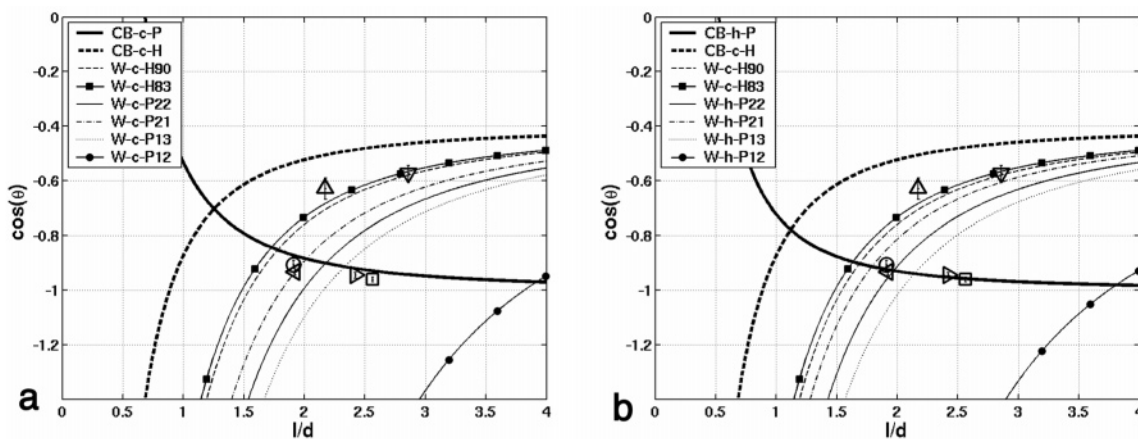 0
-0.2
-0.4
-0.6
-0.8
-1
-1.2
cos(θ)
CB-c-P
CB-c-H
W-c-H90
W-c-H83
W-c-P22
W-c-P21
W-c-P13
W-c-P12
a
0 0.5 1 1.5 2 2.5 3 3.5 4
l/d
0
-0.2
-0.4
-0.6
-0.8
-1
-1.2
cos(θ)
CB-h-P
CB-c-H
W-c-H90
W-c-H83
W-h-P22
W-h-P21
W-h-P13
W-h-P12
b
0 0.5 1 1.5 2 2.5 3 3.5 4
l/d